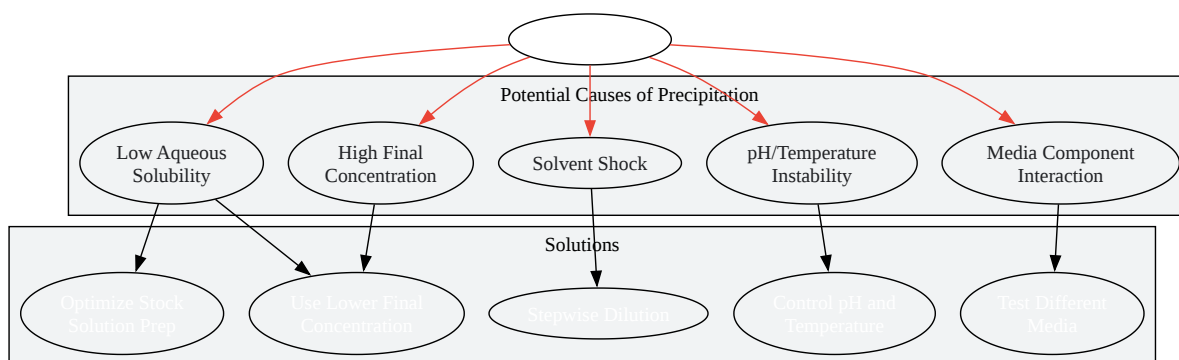 Potential Causes of Precipitation
Low Aqueous
Solubility
High Final
Concentration
Solvent Shock
pH/Temperature
Instability
Media Component
Interaction
Solutions
Optimize Stock
Solution Prep
Use Lower Final
Concentration
Stepwise Dilution
Control pH and
Temperature
Test Different
Media